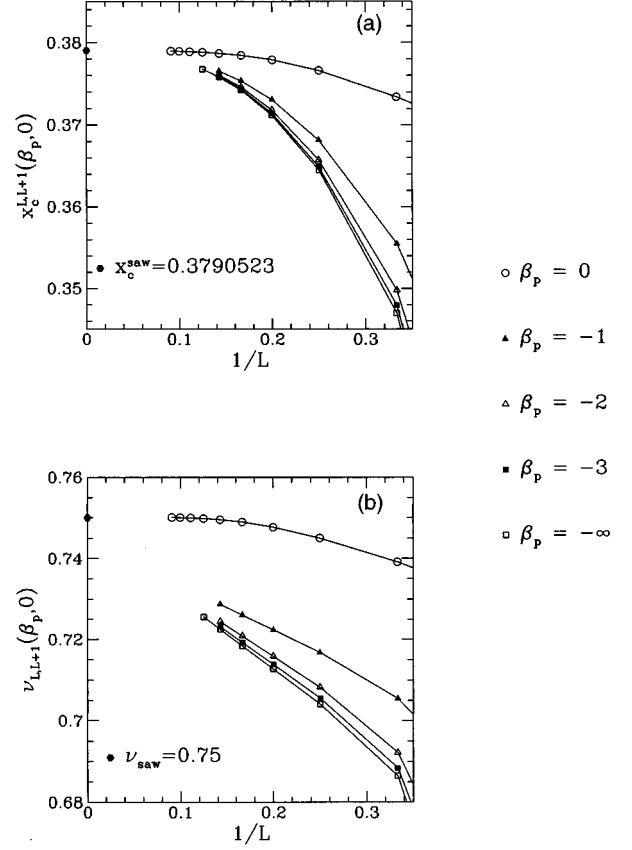 (a)
0.38
0.37
0.36
0.35
x_c^{L,L+1}(β_p,0)
x_c^{saw}=0.3790523
0 0.1 0.2 0.3
1/L
β_p = 0
β_p = −1
β_p = −2
β_p = −3
β_p = −∞
(b)
0.76
0.74
0.72
0.7
0.68
ν_{L,L+1}(β_p,0)
ν_{saw}=0.75
0 0.1 0.2 0.3
1/L